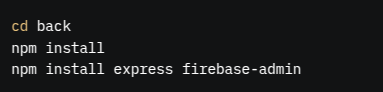 cd back
npm install
npm install express firebase-admin